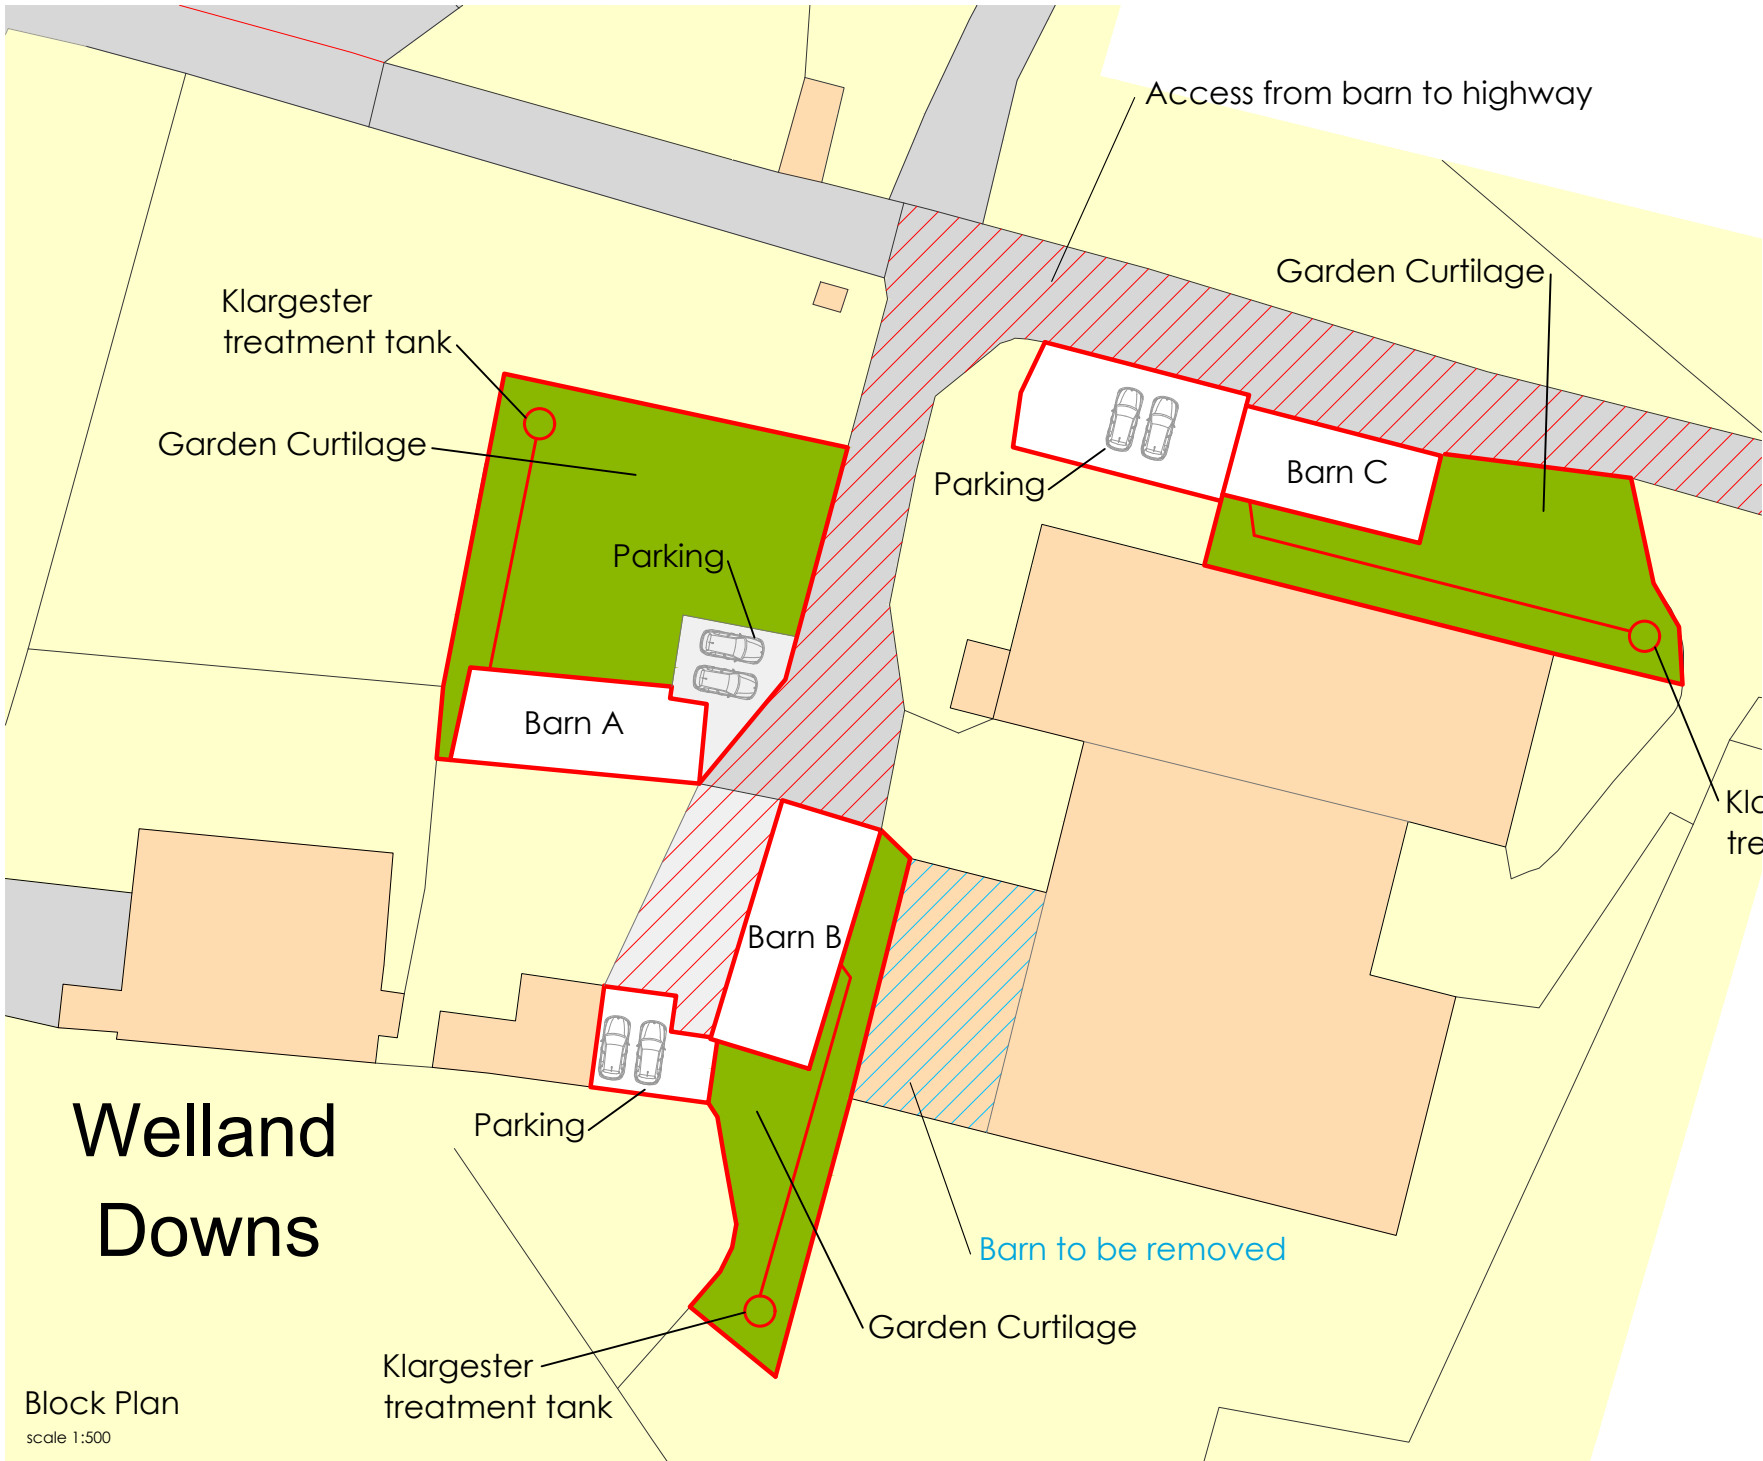 Access from barn to highway
Garden Curtilage
Klargester
treatment tank
Garden Curtilage
Parking
Barn C
Parking
Barn A
Barn B
Parking
Welland
Downs
Barn to be removed
Garden Curtilage
Klargester
treatment tank
Block Plan
scale 1:500